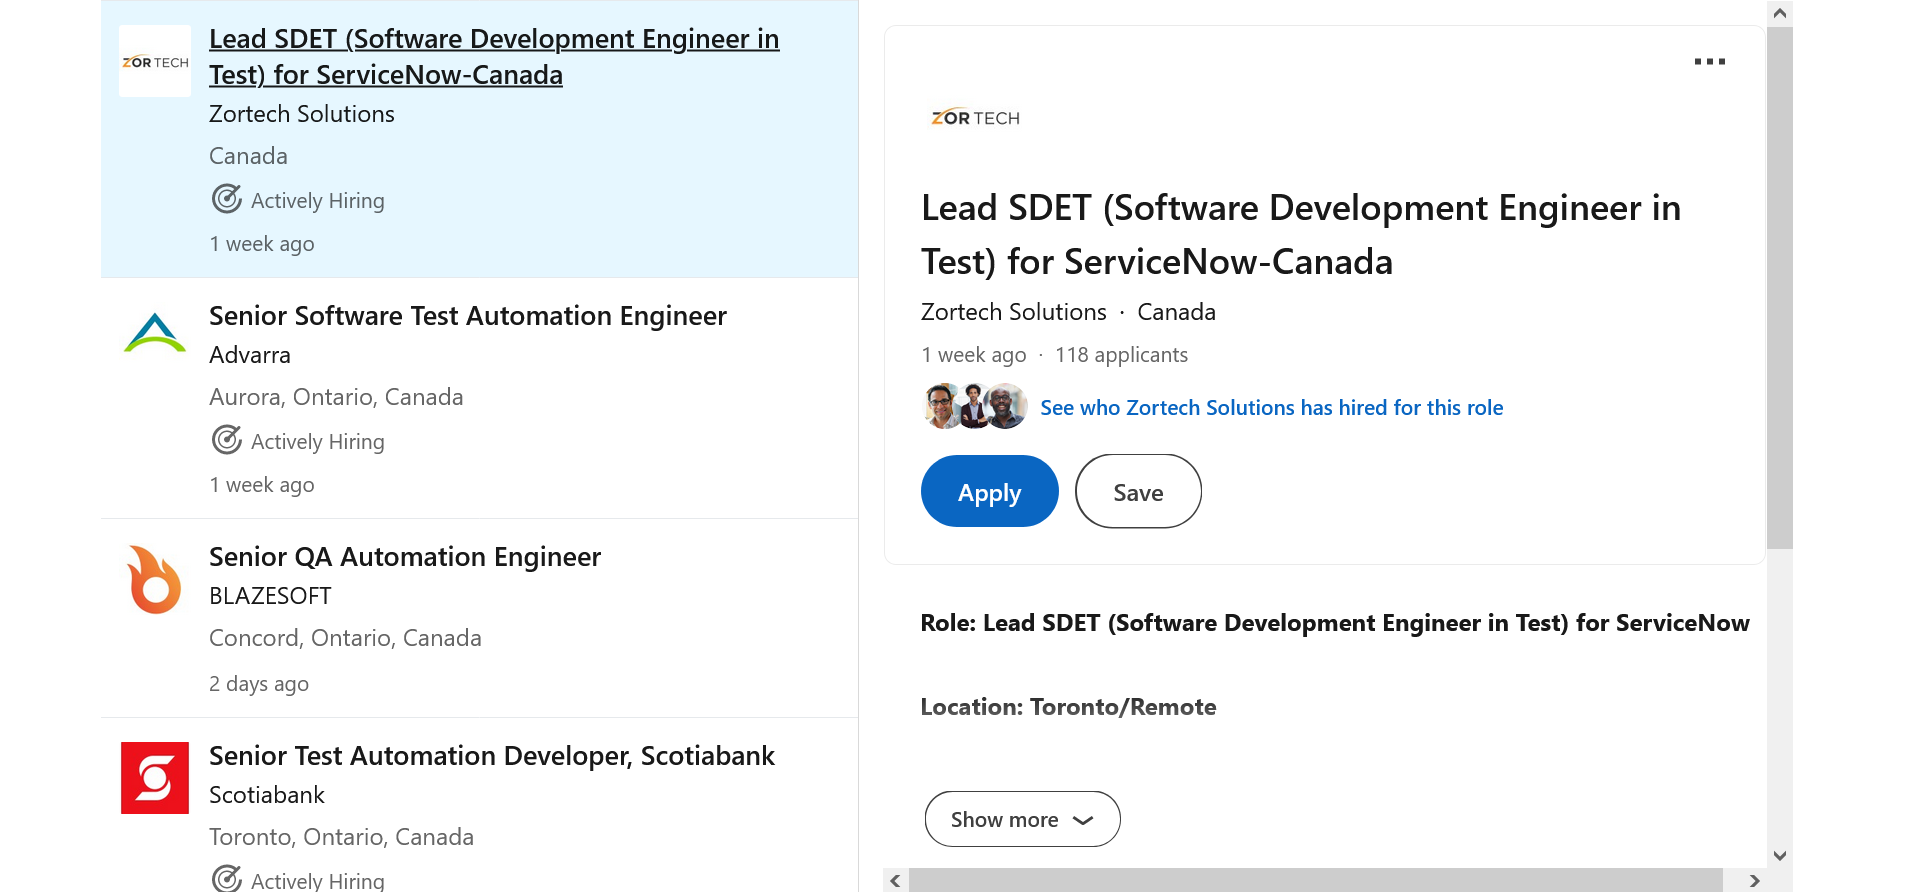 ZOR TECH
Lead SDET (Software Development Engineer in
Test) for ServiceNow-Canada
Zortech Solutions
Canada
Actively Hiring
1 week ago
Senior Software Test Automation Engineer
Advarra
Aurora, Ontario, Canada
Actively Hiring
1 week ago
Senior QA Automation Engineer
BLAZESOFT
Concord, Ontario, Canada
2 days ago
Senior Test Automation Developer, Scotiabank
Scotiabank
Toronto, Ontario, Canada
Actively Hiring
ZOR TECH
Lead SDET (Software Development Engineer in
Test) for ServiceNow-Canada
Zortech Solutions · Canada
1 week ago · 118 applicants
See who Zortech Solutions has hired for this role
Apply Save
Role: Lead SDET (Software Development Engineer in Test) for ServiceNow
Location: Toronto/Remote
Show more